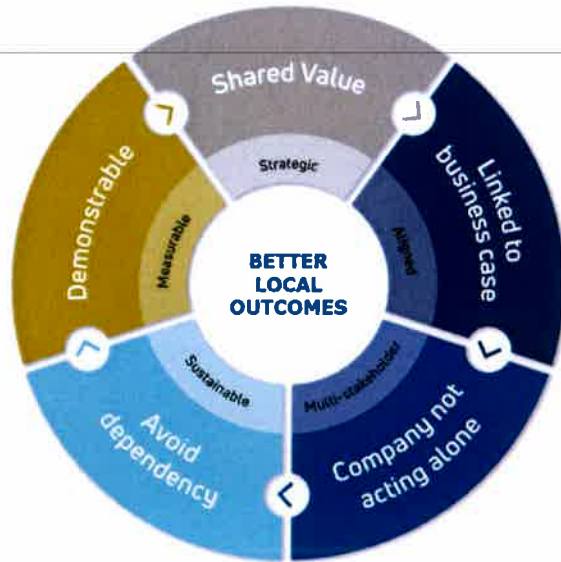 Shared Value
Strategic
Linked to
business case
Aligned
Company not
acting alone
Multi-stakeholder
Avoid
dependency
Sustainable
Demonstrable
Measurable
BETTER
LOCAL
OUTCOMES